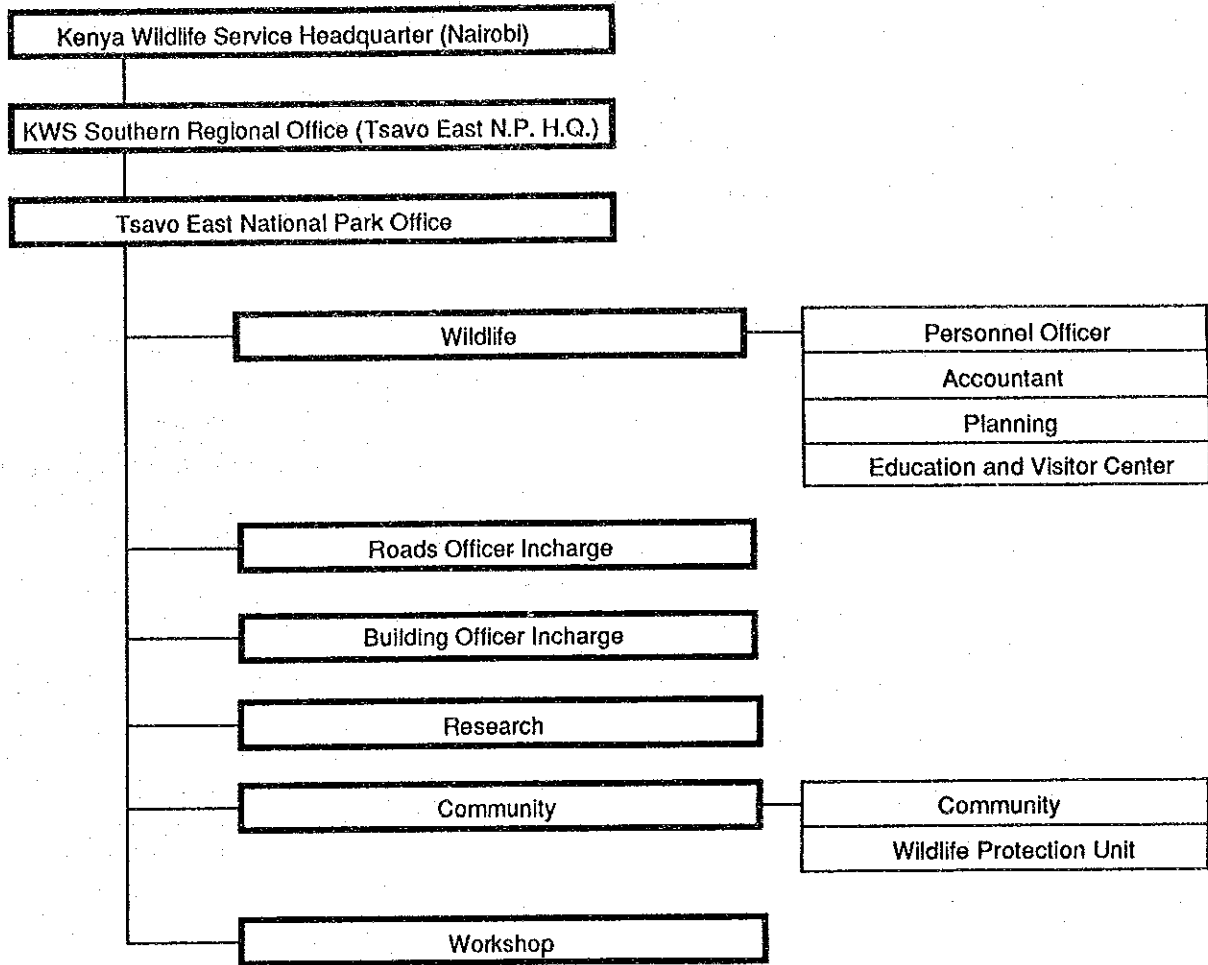 Kenya Wildlife Service Headquarter (Nairobi)
KWS Southern Regional Office (Tsavo East N.P. H.Q.)
Tsavo East National Park Office
Wildlife
Personnel Officer
Accountant
Planning
Education and Visitor Center
Roads Officer Incharge
Building Officer Incharge
Research
Community
Community
Wildlife Protection Unit
Workshop